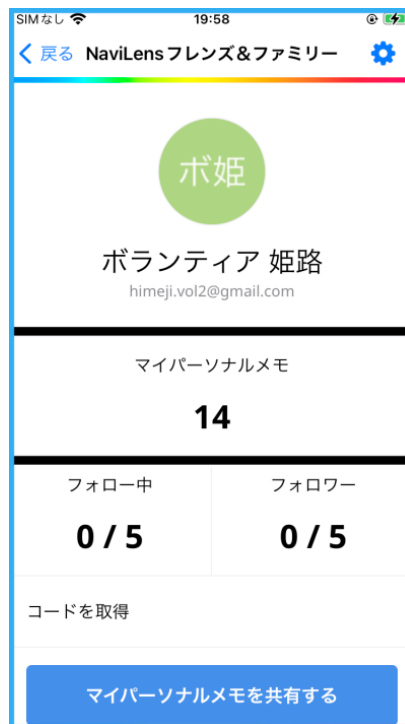 SIMなし 19:58
戻る NaviLensフレンズ&ファミリー
ボ姫
ボランティア 姫路
himeji.vol2@gmail.com
マイパーソナルメモ
14
フォロー中 フォロワー
0 / 5 0 / 5
コードを取得
マイパーソナルメモを共有する